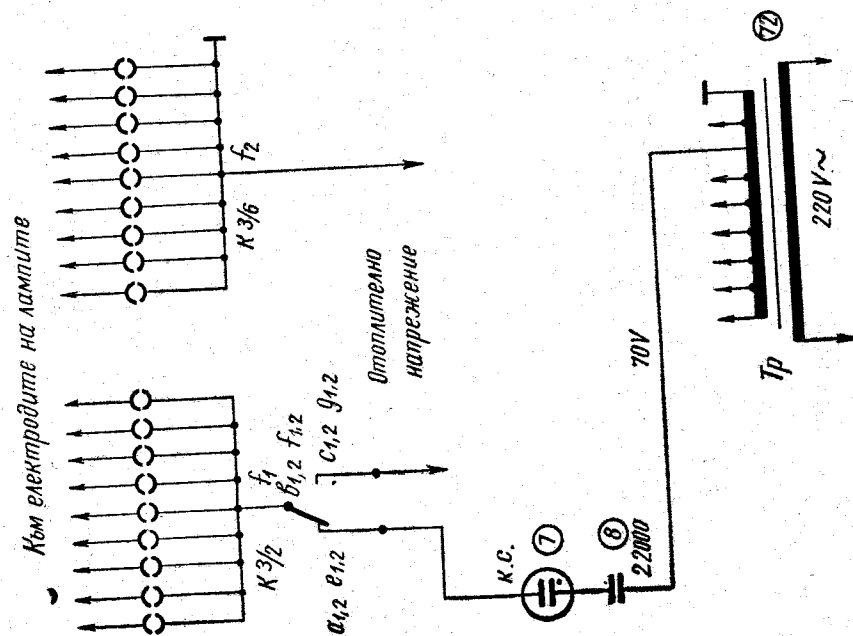 Към електродите на лампите
f₂
К 3/6
Отоплително
напрежение
f₁
в₁,₂ f₁,₂
c₁,₂ g₁,₂
К 3/2
a₁,₂ e₁,₂
к.с.
7
8
22000
70V
Тр
220V~
72